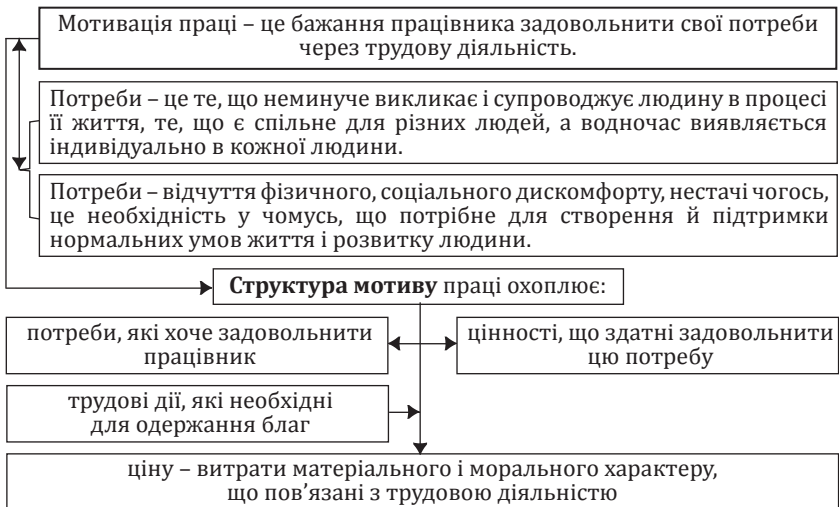 Мотивація праці – це бажання працівника задовольнити свої потреби
через трудову діяльність.
Потреби – це те, що неминуче викликає і супроводжує людину в процесі
її життя, те, що є спільне для різних людей, а водночас виявляється
індивідуально в кожної людини.
Потреби – відчуття фізичного, соціального дискомфорту, нестачі чогось,
це необхідність у чомусь, що потрібне для створення й підтримки
нормальних умов життя і розвитку людини.
Структура мотиву праці охоплює:
потреби, які хоче задовольнити
працівник
цінності, що здатні задовольнити
цю потребу
трудові дії, які необхідні
для одержання благ
ціну – витрати матеріального і морального характеру,
що пов’язані з трудовою діяльністю